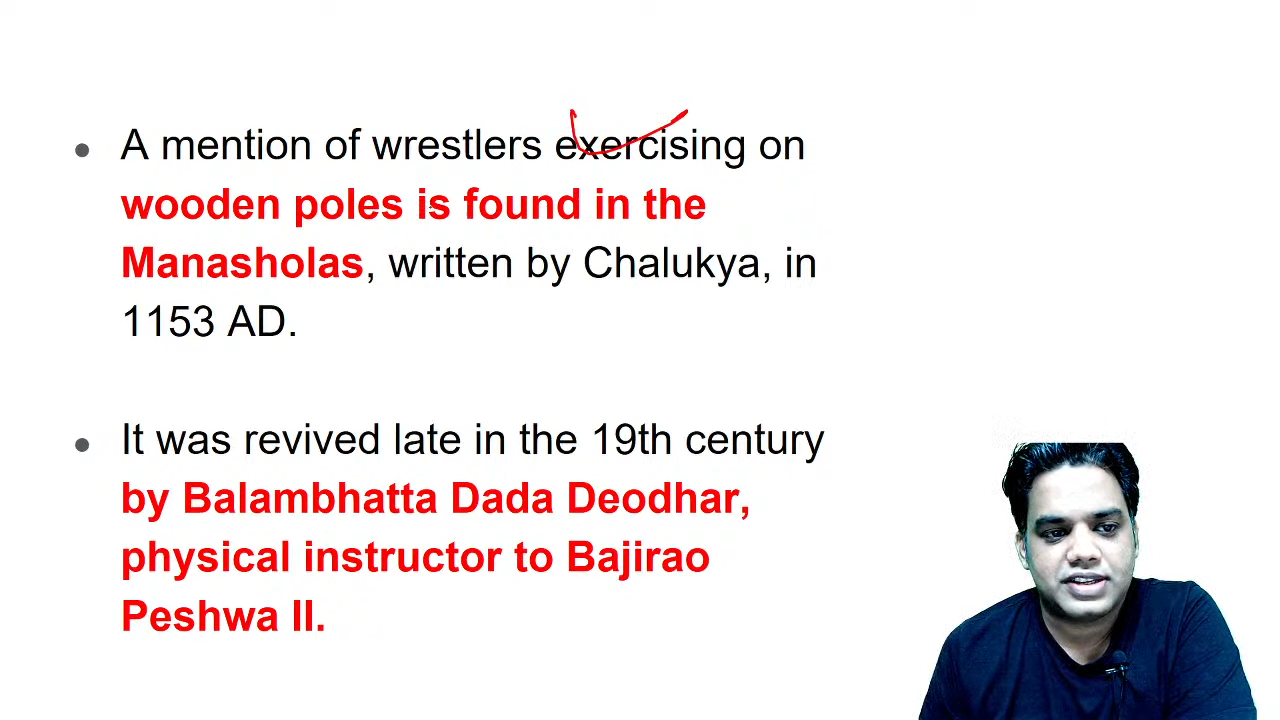 • A mention of wrestlers exercising on
wooden poles is found in the
Manasholas, written by Chalukya, in
1153 AD.
• It was revived late in the 19th century
by Balambhatta Dada Deodhar,
physical instructor to Bajirao
Peshwa II.